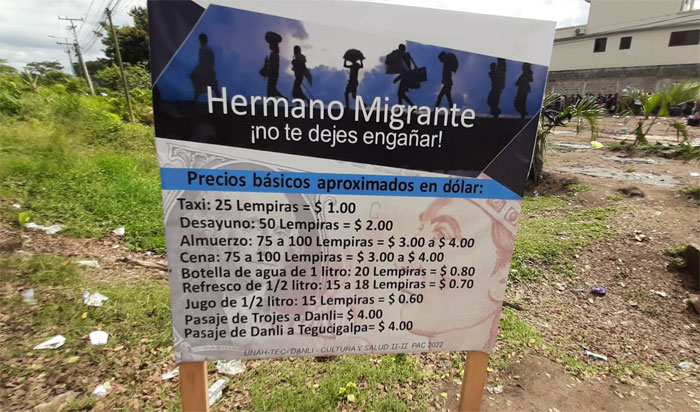 Hermano Migrante
¡no te dejes engañar!
Precios básicos aproximados en dólar:
Taxi: 25 Lempiras = $ 1.00
Desayuno: 50 Lempiras = $ 2.00
Almuerzo: 75 a 100 Lempiras = $ 3.00 a $ 4.00
Cena: 75 a 100 Lempiras = $ 3.00 a $ 4.00
Botella de agua de 1 litro: 20 Lempiras = $ 0.80
Refresco de 1/2 litro: 15 a 18 Lempiras = $ 0.70
Jugo de 1/2 litro: 15 Lempiras = $ 0.60
Pasaje de Trojes a Danli= $ 4.00
Pasaje de Danli a Tegucigalpa= $ 4.00
UNAH-TEC-DANLI - CULTURA Y SALUD II-II PAC 2022